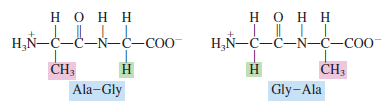 H O H H
H₃N⁺–C–C–N–C–COO⁻
CH₃ H
Ala–Gly
H O H H
H₃N⁺–C–C–N–C–COO⁻
H CH₃
Gly–Ala